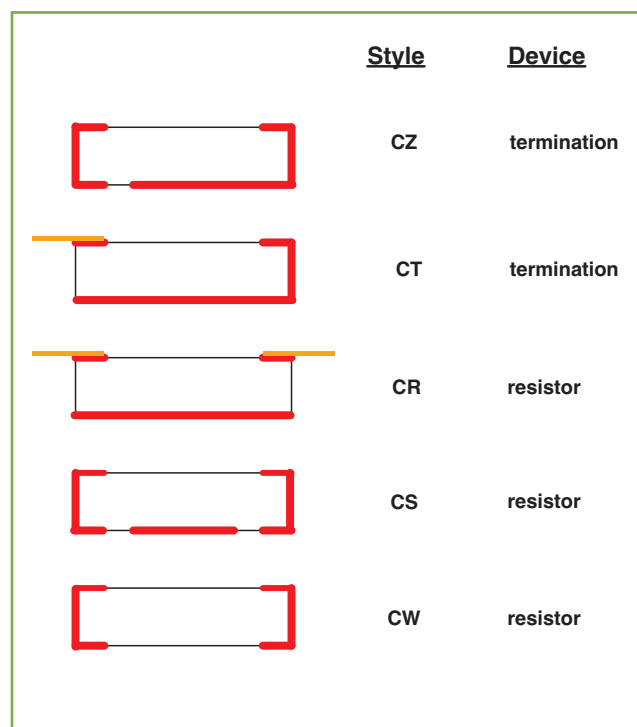 Style Device
CZ termination
CT termination
CR resistor
CS resistor
CW resistor